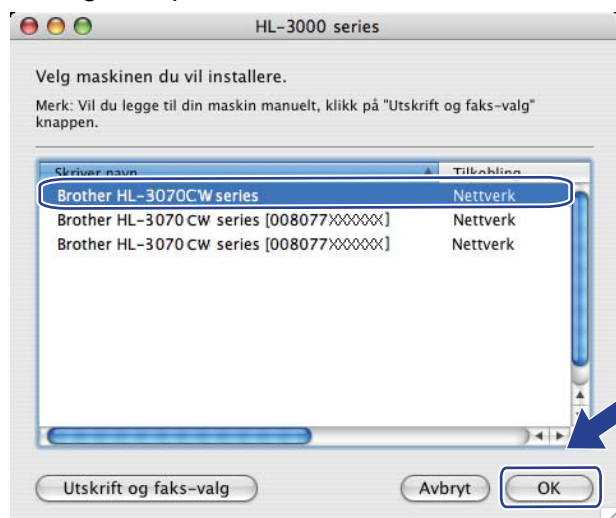 HL-3000 series
Velg maskinen du vil installere.
Merk: Vil du legge til din maskin manuelt, klikk på "Utskrift og faks-valg"
knappen.
Skriver navn Tilkobling
Brother HL-3070CW series Nettverk
Brother HL-3070 CW series [008077XXXXXX] Nettverk
Brother HL-3070 CW series [008077XXXXXX] Nettverk
Utskrift og faks-valg Avbryt OK